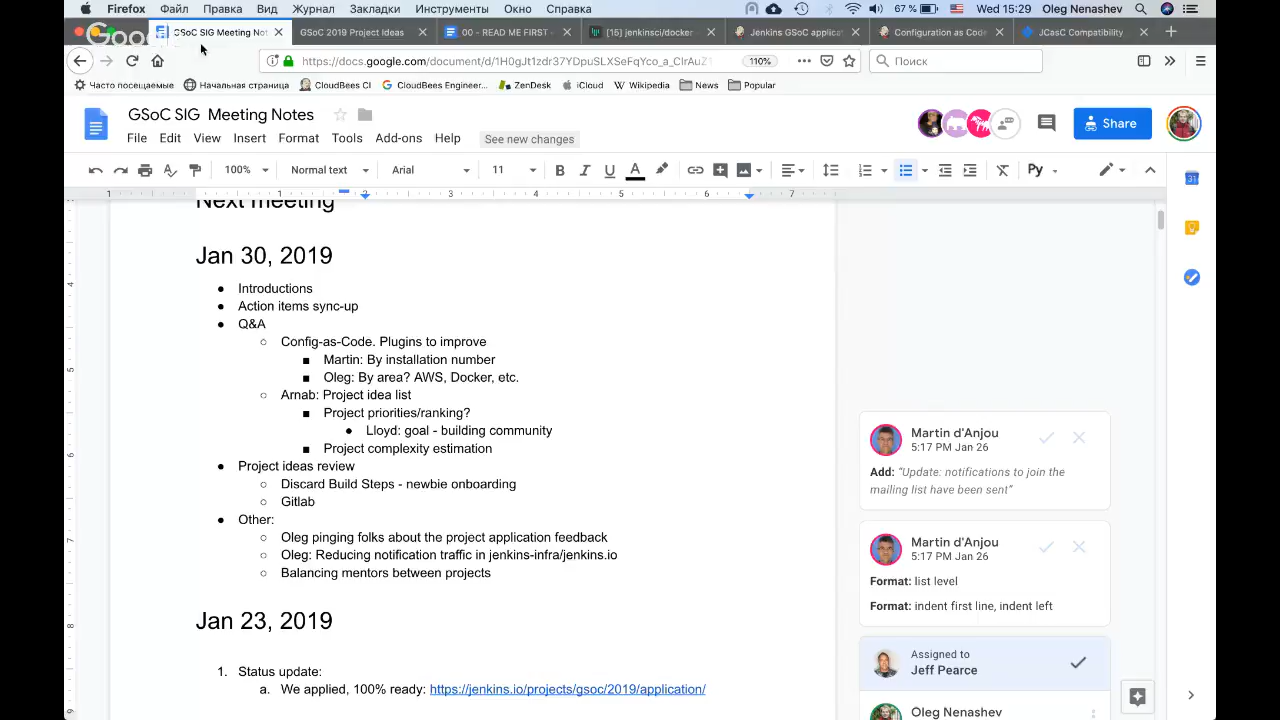 Firefox Файл Правка Вид Журнал Закладки Инструменты Окно Справка 67 % Wed 15:29 Oleg Nenashev
GSoC SIG Meeting Not GSoC 2019 Project Ideas 00 - READ ME FIRST - [15] jenkinsci/docker Jenkins GSoC applicat Configuration as Code JCasC Compatibility
https://docs.google.com/document/d/1H0gJt1zdr37YDpuSLXSeFqYco_a_CIrAuZ 110% Поиск
Часто посещаемые Начальная страница CloudBees CI CloudBees Engineer... ZenDesk iCloud Wikipedia News Popular
GSoC SIG Meeting Notes
File Edit View Insert Format Tools Add-ons Help See new changes
Share
100% Normal text Arial 11 Py
1 1 2 3 4 5 6 7
Next meeting
Jan 30, 2019
● Introductions
● Action items sync-up
● Q&A
○ Config-as-Code. Plugins to improve
■ Martin: By installation number
■ Oleg: By area? AWS, Docker, etc.
○ Arnab: Project idea list
■ Project priorities/ranking?
● Lloyd: goal - building community
■ Project complexity estimation
● Project ideas review
○ Discard Build Steps - newbie onboarding
○ Gitlab
● Other:
○ Oleg pinging folks about the project application feedback
○ Oleg: Reducing notification traffic in jenkins-infra/jenkins.io
○ Balancing mentors between projects
Jan 23, 2019
1. Status update:
a. We applied, 100% ready: https://jenkins.io/projects/gsoc/2019/application/
Martin d'Anjou
5:17 PM Jan 26
Add: “Update: notifications to join the
mailing list have been sent”
Martin d'Anjou
5:17 PM Jan 26
Format: list level
Format: indent first line, indent left
Assigned to
Jeff Pearce
Oleg Nenashev